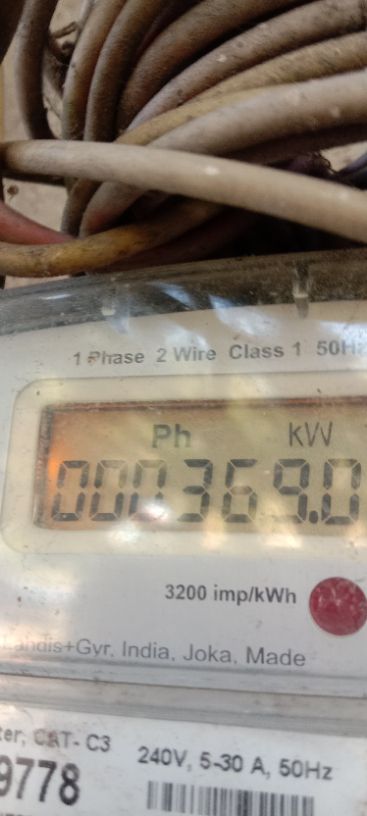 1 Phase 2 Wire Class 1 50Hz
Ph kW
000369.0
3200 imp/kWh
Landis+Gyr, India, Joka, Made
CAT- C3
240V, 5-30 A, 50Hz
9778